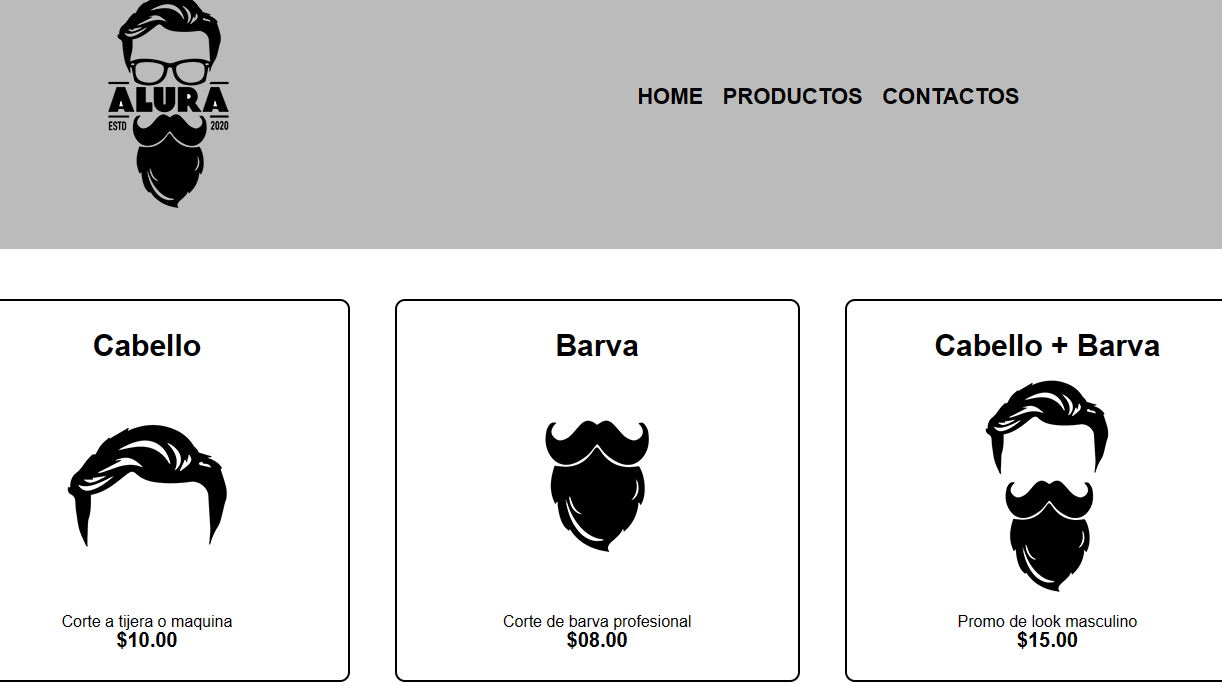 ALURA
ESTD 2020
HOME PRODUCTOS CONTACTOS
Cabello
Corte a tijera o maquina
$10.00
Barva
Corte de barva profesional
$08.00
Cabello + Barva
Promo de look masculino
$15.00